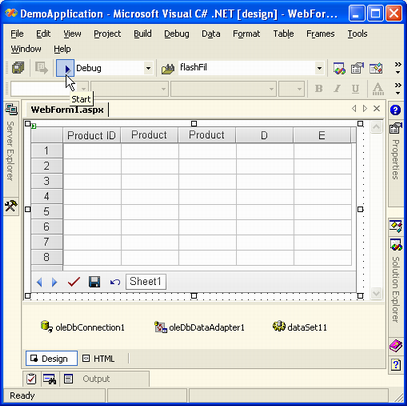 DemoApplication - Microsoft Visual C# .NET [design] - WebForm...
File Edit View Project Build Debug Data Format Table Frames Tools
Window Help
Debug flashFil
B I U A
Start
WebForm1.aspx
Server Explorer
Properties
Solution Explorer
Product ID Product Product D E
1
2
3
4
5
6
7
8
Sheet1
oleDbConnection1 oleDbDataAdapter1 dataSet11
Design HTML
Output
Ready